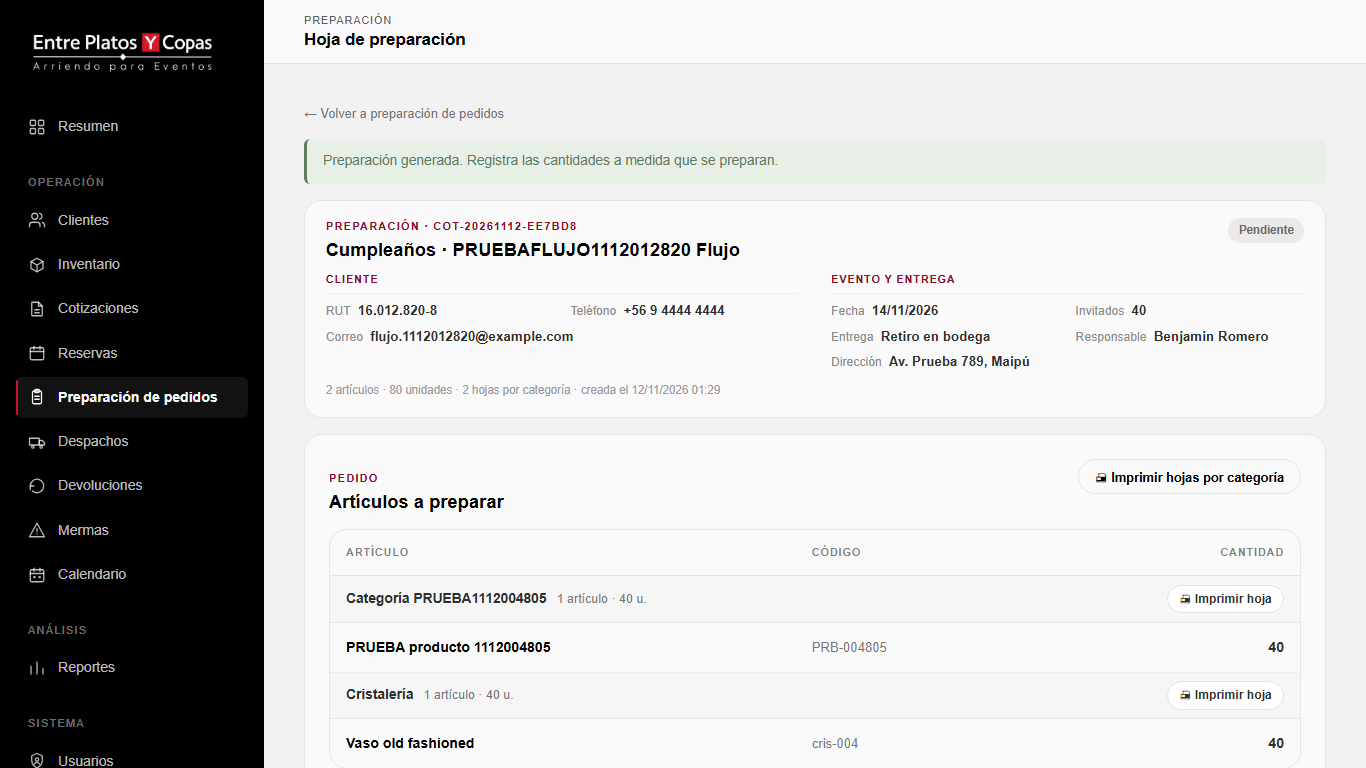 Entre Platos Y Copas
Arriendo para Eventos
Resumen
OPERACIÓN
Clientes
Inventario
Cotizaciones
Reservas
Preparación de pedidos
Despachos
Devoluciones
Mermas
Calendario
ANÁLISIS
Reportes
SISTEMA
Usuarios
PREPARACIÓN
Hoja de preparación
← Volver a preparación de pedidos
Preparación generada. Registra las cantidades a medida que se preparan.
PREPARACIÓN · COT-20261112-EE7BD8
Pendiente
Cumpleaños · PRUEBAFLUJO1112012820 Flujo
CLIENTE
RUT 16.012.820-8 Teléfono +56 9 4444 4444
Correo flujo.1112012820@example.com
EVENTO Y ENTREGA
Fecha 14/11/2026 Invitados 40
Entrega Retiro en bodega Responsable Benjamin Romero
Dirección Av. Prueba 789, Maipú
2 artículos · 80 unidades · 2 hojas por categoría · creada el 12/11/2026 01:29
PEDIDO
Artículos a preparar
Imprimir hojas por categoría
ARTÍCULO CÓDIGO CANTIDAD
Categoría PRUEBA1112004805 1 artículo · 40 u. Imprimir hoja
PRUEBA producto 1112004805 PRB-004805 40
Cristalería 1 artículo · 40 u. Imprimir hoja
Vaso old fashioned cris-004 40